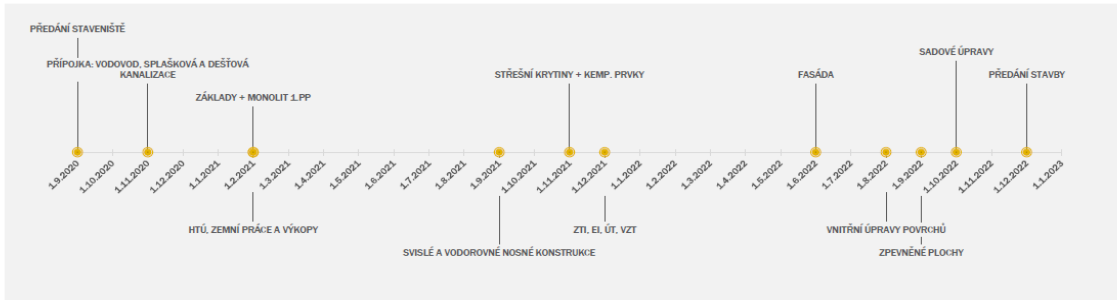 PŘEDÁNÍ STAVENIŠTĚ
PŘÍPOJKA: VODOVOD, SPLAŠKOVÁ A DEŠŤOVÁ
KANALIZACE
ZÁKLADY + MONOLIT 1.PP
STŘEŠNÍ KRYTINY + KEMP. PRVKY
FASÁDA
SADOVÉ ÚPRAVY
PŘEDÁNÍ STAVBY
1.9.2020
1.10.2020
1.11.2020
1.12.2020
1.1.2021
1.2.2021
1.3.2021
1.4.2021
1.5.2021
1.6.2021
1.7.2021
1.8.2021
1.9.2021
1.10.2021
1.11.2021
1.12.2021
1.1.2022
1.2.2022
1.3.2022
1.4.2022
1.5.2022
1.6.2022
1.7.2022
1.8.2022
1.9.2022
1.10.2022
1.11.2022
1.12.2022
1.1.2023
HTÚ, ZEMNÍ PRÁCE A VÝKOPY
SVISLÉ A VODOROVNÉ NOSNÉ KONSTRUKCE
ZTI, EI, ÚT, VZT
VNITŘNÍ ÚPRAVY POVRCHŮ
ZPEVNĚNÉ PLOCHY